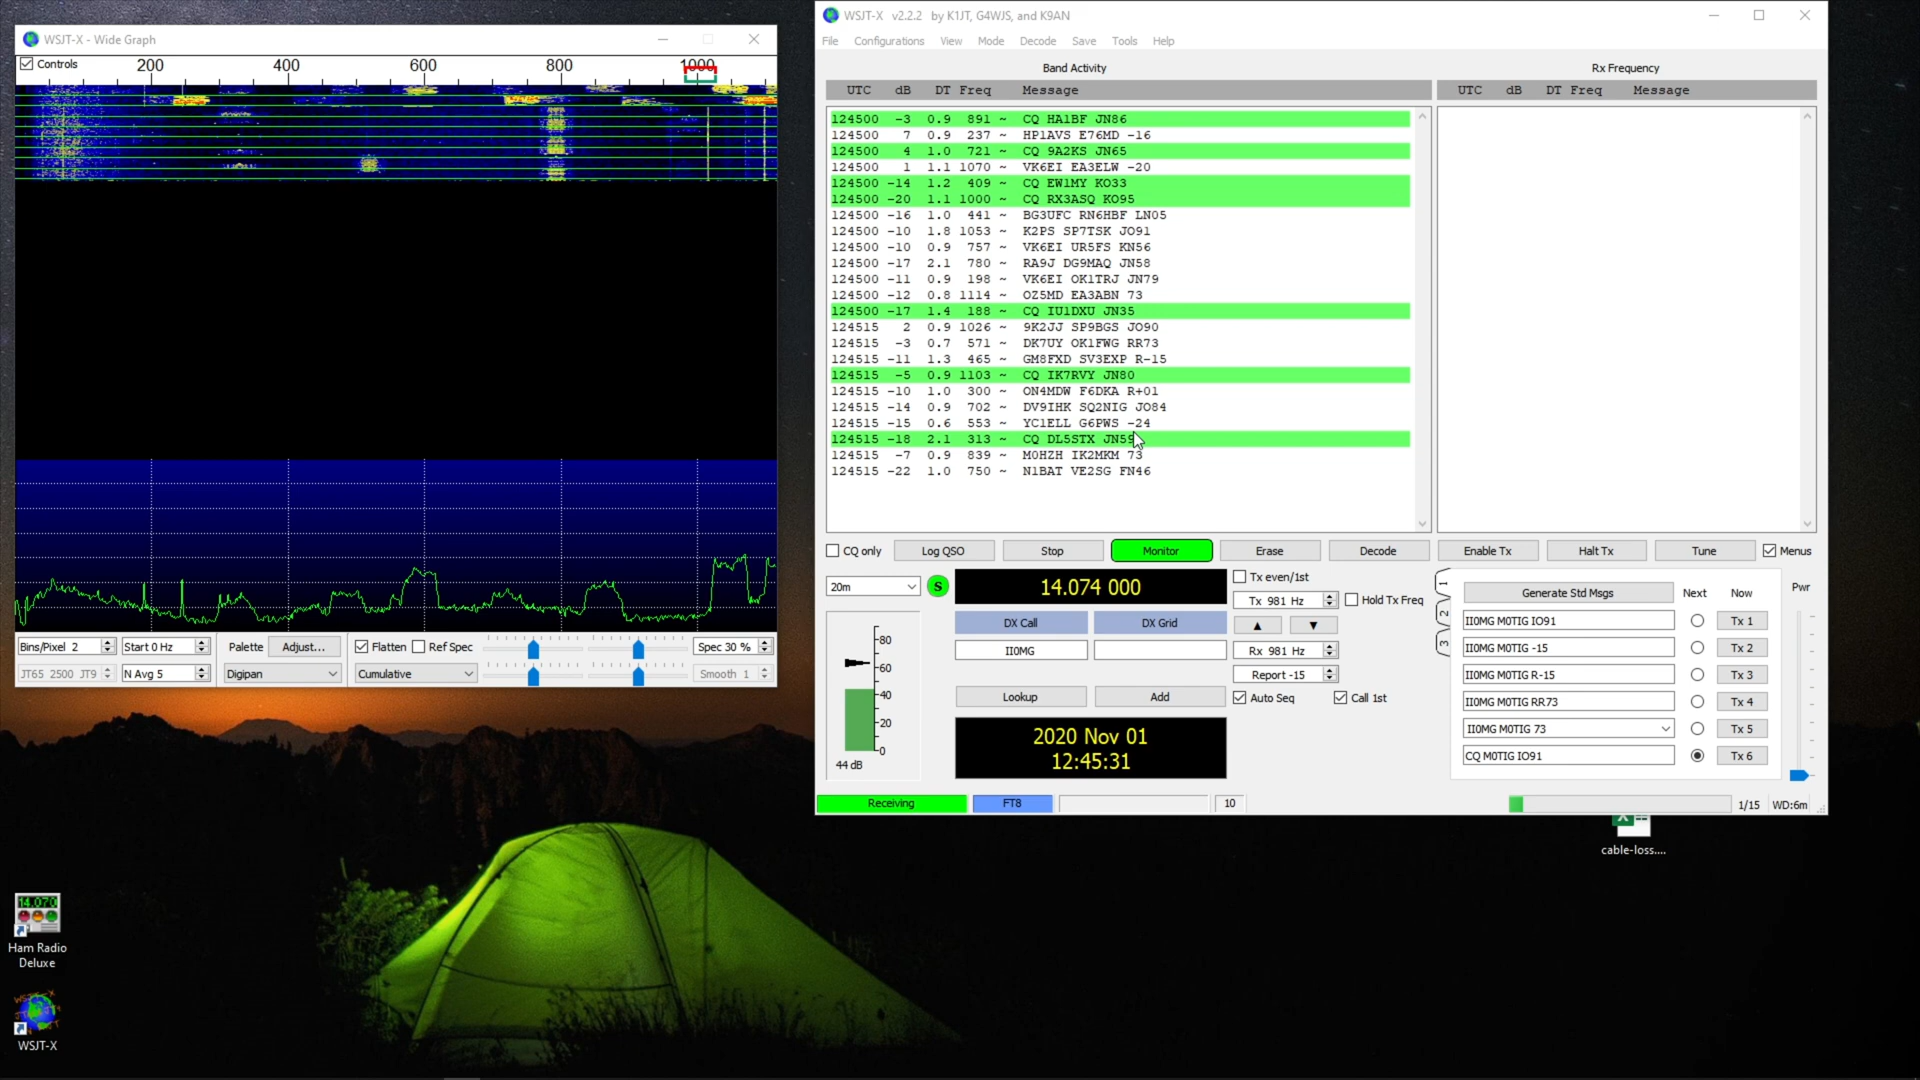 WSJT-X - Wide Graph
Controls
200 400 600 800 1000
Bins/Pixel 2 Start 0 Hz Palette Adjust... Flatten Ref Spec Spec 30 %
JT65 2500 JT9 N Avg 5 Digipan Cumulative Smooth 1
WSJT-X v2.2.2 by K1JT, G4WJS, and K9AN
File Configurations View Mode Decode Save Tools Help
Band Activity
UTC dB DT Freq Message
124500 -3 0.9 891 ~ CQ HA1BF JN86
124500 7 0.9 237 ~ HP1AVS E76MD -16
124500 4 1.0 721 ~ CQ 9A2KS JN65
124500 1 1.1 1070 ~ VK6EI EA3ELW -20
124500 -14 1.2 409 ~ CQ EW1MY KO33
124500 -20 1.1 1000 ~ CQ RX3ASQ KO95
124500 -16 1.0 441 ~ BG3UFC RN6HBF LN05
124500 -10 1.8 1053 ~ K2PS SP7TSK JO91
124500 -10 0.9 757 ~ VK6EI UR5FS KN56
124500 -17 2.1 780 ~ RA9J DG9MAQ JN58
124500 -11 0.9 198 ~ VK6EI OK1TRJ JN79
124500 -12 0.8 1114 ~ OZ5MD EA3ABN 73
124500 -17 1.4 188 ~ CQ IU1DXU JN35
124515 2 0.9 1026 ~ 9K2JJ SP9BGS JO90
124515 -3 0.7 571 ~ DK7UY OK1FWG RR73
124515 -11 1.3 465 ~ GM8FXD SV3EXP R-15
124515 -5 0.9 1103 ~ CQ IK7RVY JN80
124515 -10 1.0 300 ~ ON4MDW F6DKA R+01
124515 -14 0.9 702 ~ DV9IHK SQ2NIG JO84
124515 -15 0.6 553 ~ YC1ELL G6PWS -24
124515 -18 2.1 313 ~ CQ DL5STX JN59
124515 -7 0.9 839 ~ M0HZH IK2MKM 73
124515 -22 1.0 750 ~ N1BAT VE2SG FN46
Rx Frequency
UTC dB DT Freq Message
CQ only Log QSO Stop Monitor Erase Decode Enable Tx Halt Tx Tune Menus
20m S 14.074 000
Tx even/1st
Tx 981 Hz Hold Tx Freq
DX Call DX Grid
II0MG
Rx 981 Hz
Report -15
Lookup Add Auto Seq Call 1st
2020 Nov 01
12:45:31
80
60
40
20
0
44 dB
1
2
3
Generate Std Msgs Next Now Pwr
II0MG M0TIG IO91 Tx 1
II0MG M0TIG -15 Tx 2
II0MG M0TIG R-15 Tx 3
II0MG M0TIG RR73 Tx 4
II0MG M0TIG 73 Tx 5
CQ M0TIG IO91 Tx 6
Receiving FT8 10 1/15 WD:6m
cable-loss....
14.070
Ham Radio
Deluxe
WSJT-X
WSJT-X